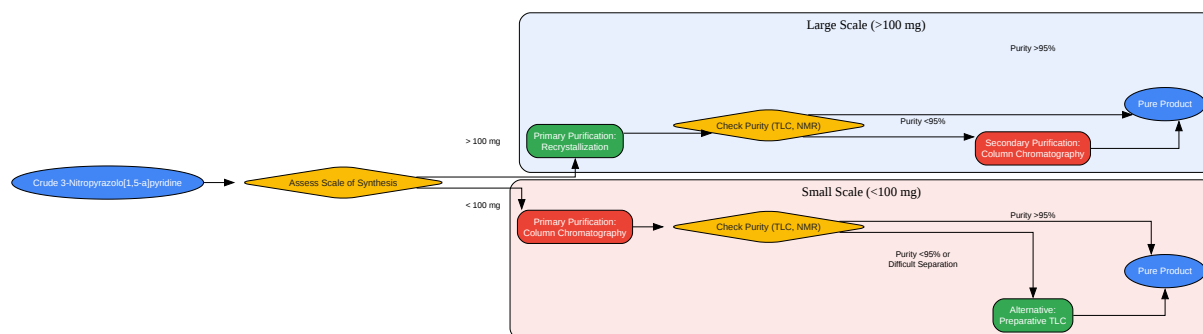 Large Scale (>100 mg)
Purity >95%
Pure Product
Check Purity (TLC, NMR)
Purity <95%
Primary Purification:
Recrystallization
> 100 mg
Secondary Purification:
Column Chromatography
Crude 3-Nitropyrazolo[1,5-a]pyridine
Assess Scale of Synthesis
Small Scale (<100 mg)
< 100 mg
Primary Purification:
Column Chromatography
Check Purity (TLC, NMR)
Purity >95%
Purity <95% or
Difficult Separation
Pure Product
Alternative:
Preparative TLC